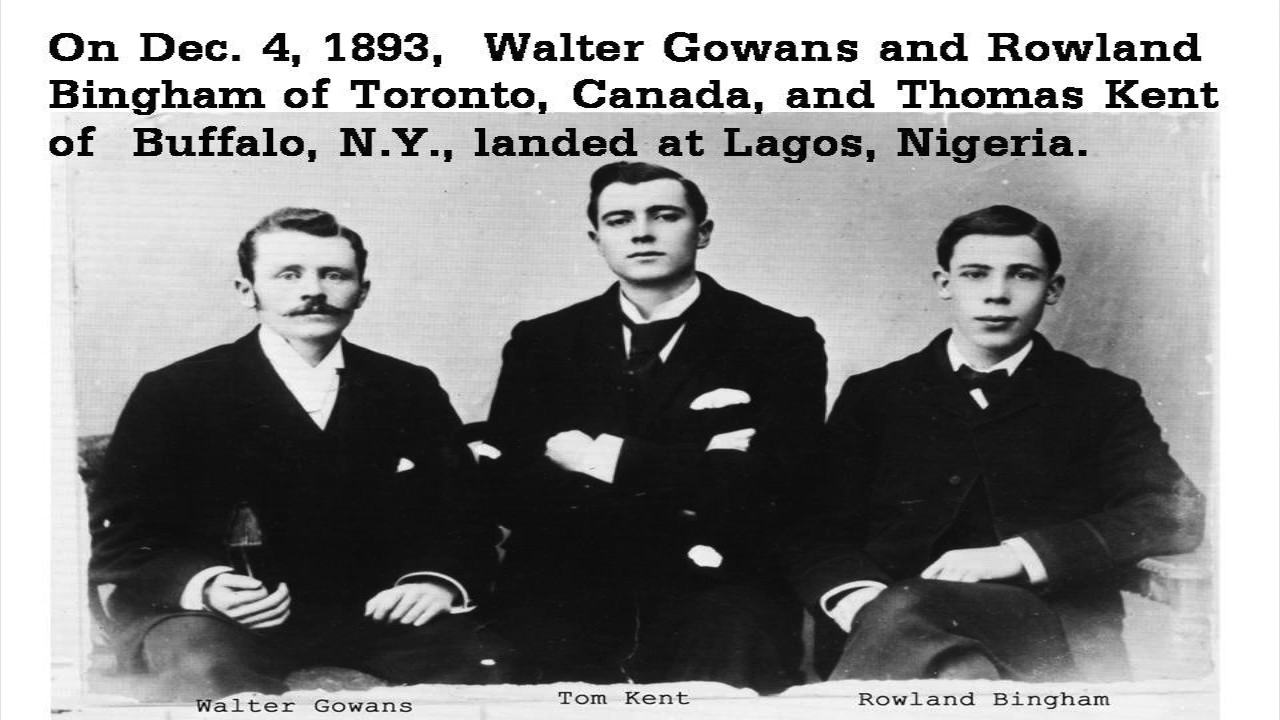 On Dec. 4, 1893, Walter Gowans and Rowland
Bingham of Toronto, Canada, and Thomas Kent
of Buffalo, N.Y., landed at Lagos, Nigeria.
Walter Gowans
Tom Kent
Rowland Bingham